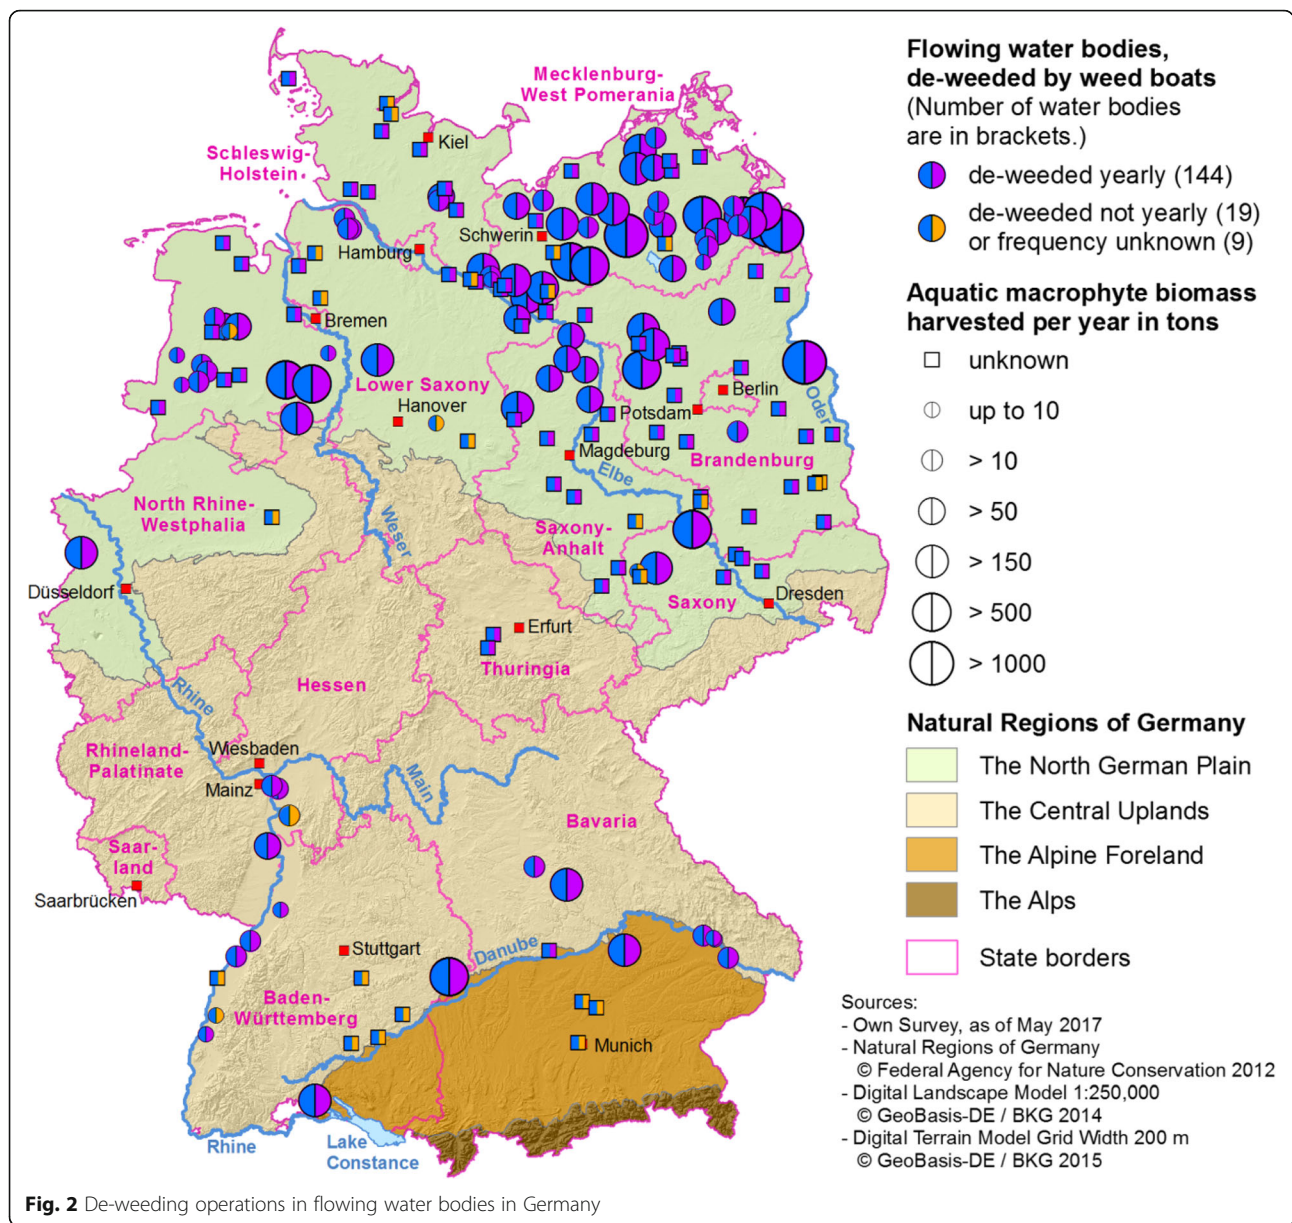 Mecklenburg-
West Pomerania
Kiel
Schleswig-
Holstein
Schwerin
Hamburg
Bremen
Lower Saxony
Hanover
Berlin
Potsdam
Oder
Magdeburg
Brandenburg
Elbe
North Rhine-
Westphalia
Weser
Saxony-
Anhalt
Düsseldorf
Saxony
Dresden
Erfurt
Thuringia
Hessen
Rhine
Rhineland-
Palatinate
Wiesbaden
Mainz
Main
Bavaria
Saar-
land
Saarbrücken
Stuttgart
Danube
Baden-
Württemberg
Munich
Rhine
Lake
Constance
Flowing water bodies,
de-weeded by weed boats
(Number of water bodies
are in brackets.)
de-weeded yearly (144)
de-weeded not yearly (19)
or frequency unknown (9)
Aquatic macrophyte biomass
harvested per year in tons
unknown
up to 10
> 10
> 50
> 150
> 500
> 1000
Natural Regions of Germany
The North German Plain
The Central Uplands
The Alpine Foreland
The Alps
State borders
Sources:
- Own Survey, as of May 2017
- Natural Regions of Germany
© Federal Agency for Nature Conservation 2012
- Digital Landscape Model 1:250,000
© GeoBasis-DE / BKG 2014
- Digital Terrain Model Grid Width 200 m
© GeoBasis-DE / BKG 2015
Fig. 2 De-weeding operations in flowing water bodies in Germany